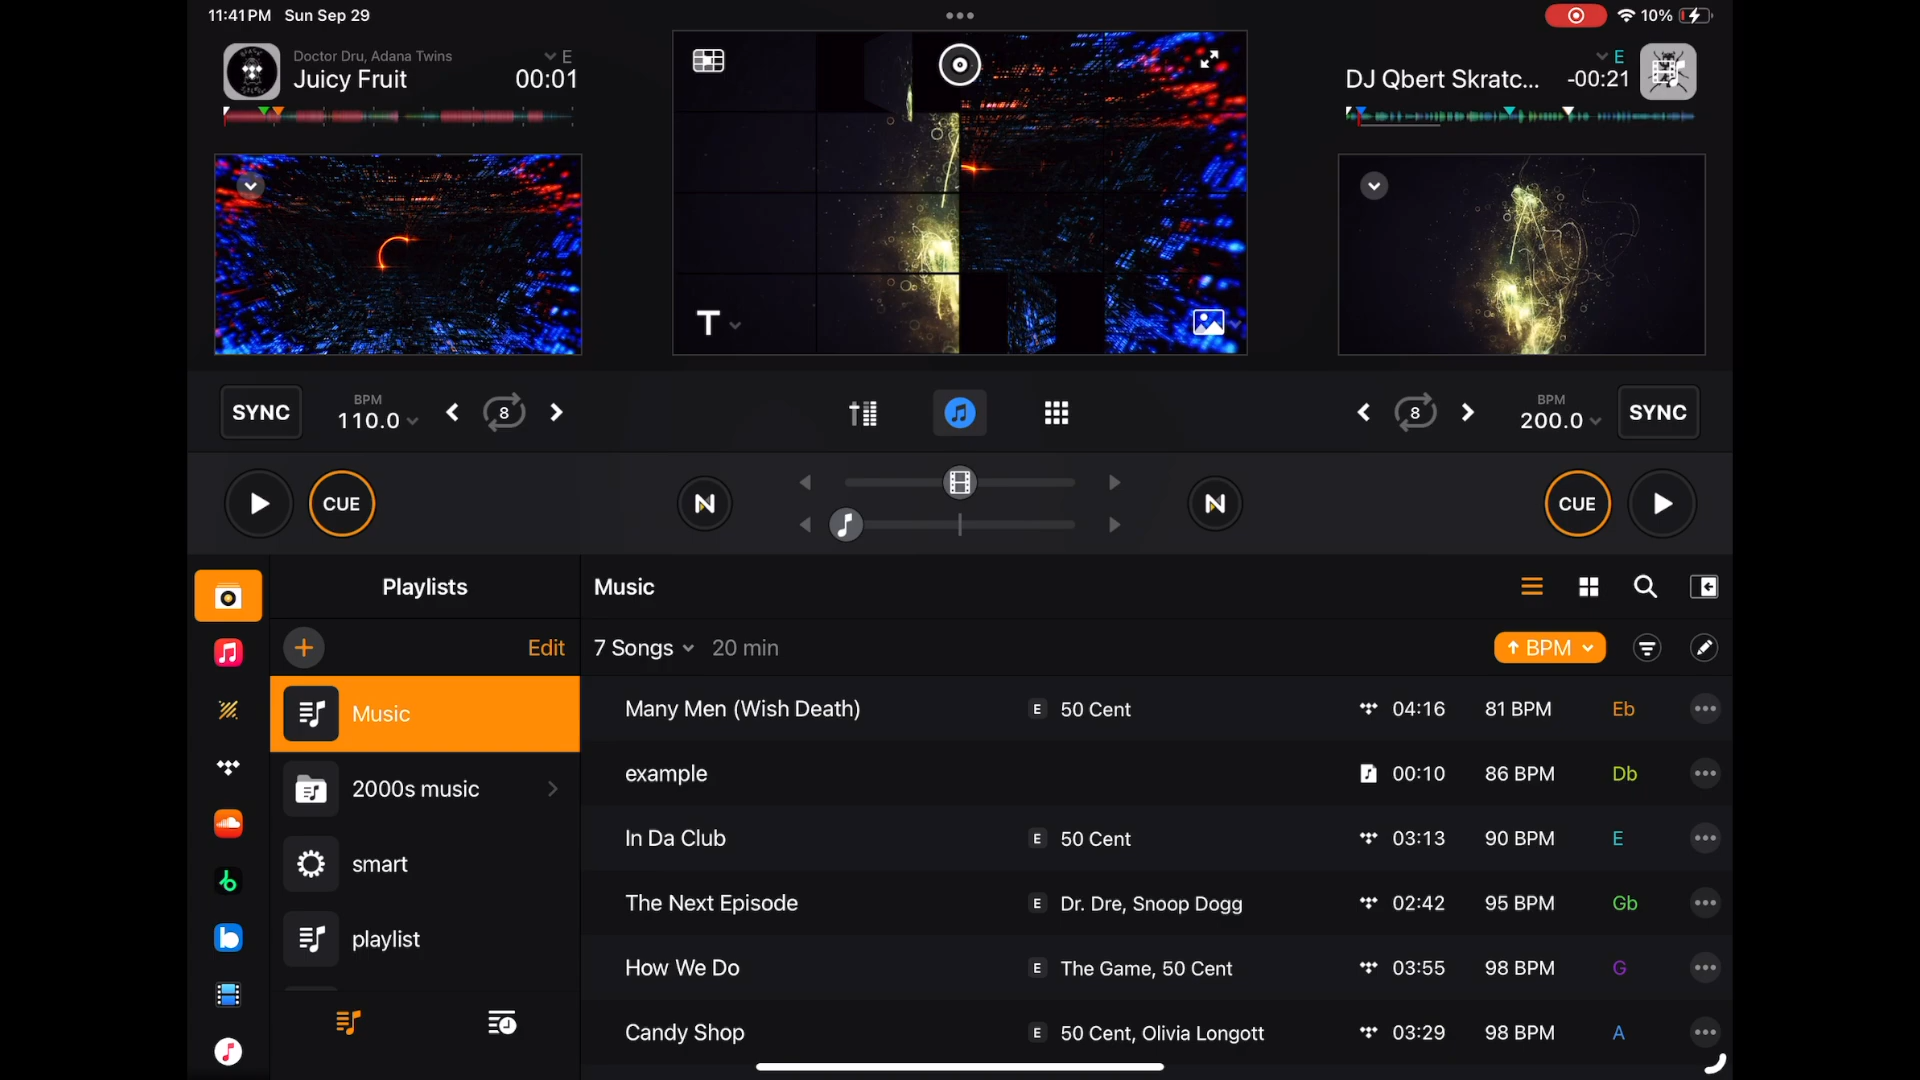 11:41 PM Sun Sep 29
10%
Doctor Dru, Adana Twins
E
Juicy Fruit
00:01
E
DJ Qbert Skratc...
-00:21
T
SYNC
BPM
110.0
8
8
BPM
200.0
SYNC
CUE
N
N
CUE
Playlists
Music
Edit
7 Songs
20 min
BPM
Music
2000s music
smart
playlist
Many Men (Wish Death) E 50 Cent 04:16 81 BPM Eb
example 00:10 86 BPM Db
In Da Club E 50 Cent 03:13 90 BPM E
The Next Episode E Dr. Dre, Snoop Dogg 02:42 95 BPM Gb
How We Do E The Game, 50 Cent 03:55 98 BPM G
Candy Shop E 50 Cent, Olivia Longott 03:29 98 BPM A